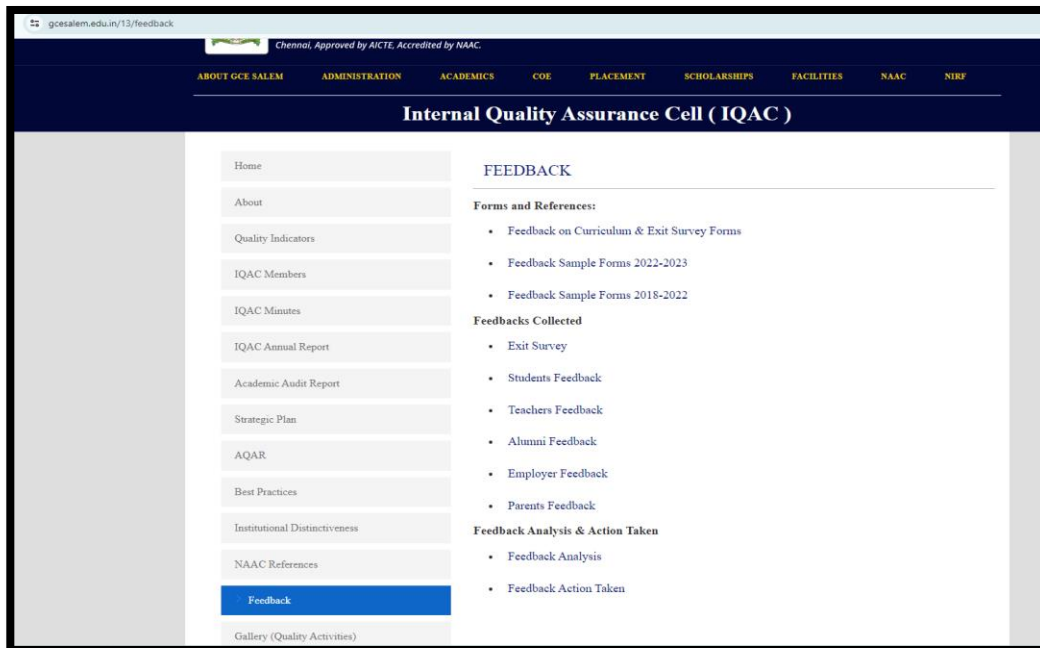 gcesalem.edu.in/13/feedback
Chennai, Approved by AICTE, Accredited by NAAC.
ABOUT GCE SALEM ADMINISTRATION ACADEMICS COE PLACEMENT SCHOLARSHIPS FACILITIES NAAC NIRF
Internal Quality Assurance Cell ( IQAC )
Home
About
Quality Indicators
IQAC Members
IQAC Minutes
IQAC Annual Report
Academic Audit Report
Strategic Plan
AQAR
Best Practices
Institutional Distinctiveness
NAAC References
Feedback
Gallery (Quality Activities)
FEEDBACK
Forms and References:
• Feedback on Curriculum & Exit Survey Forms
• Feedback Sample Forms 2022-2023
• Feedback Sample Forms 2018-2022
Feedbacks Collected
• Exit Survey
• Students Feedback
• Teachers Feedback
• Alumni Feedback
• Employer Feedback
• Parents Feedback
Feedback Analysis & Action Taken
• Feedback Analysis
• Feedback Action Taken